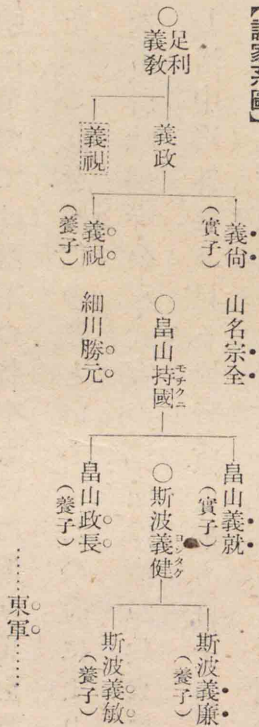 【諸家系圖】
○足利義敎
義視
義政
義視（養子）
義尙（實子）
細川勝元
山名宗全
○畠山持國 モチクニ
畠山政長（養子）
畠山義就（實子）
○斯波義健 ヨシタケ
斯波義敏（養子）
斯波義廉（養子）
………東軍………